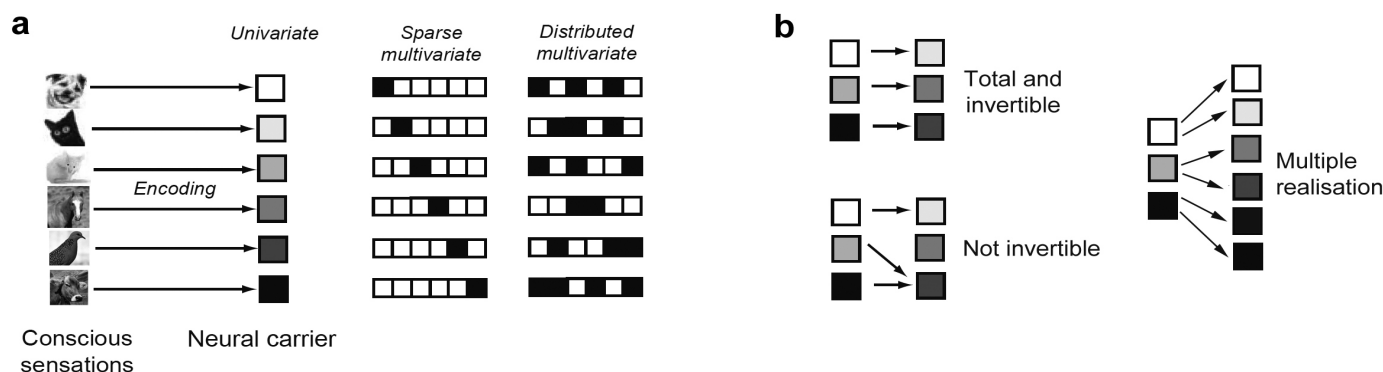 a
Univariate
Sparse
multivariate
Distributed
multivariate
Encoding
Conscious
sensations
Neural carrier
b
Total and
invertible
Not invertible
Multiple
realisation